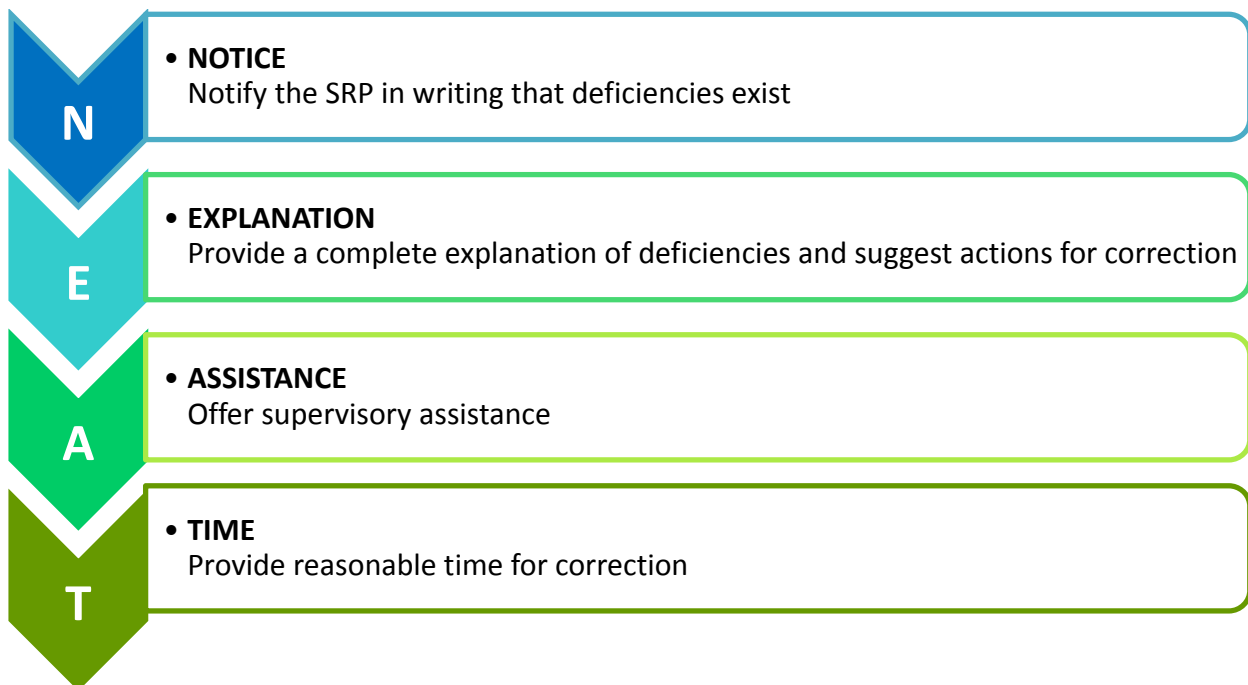 N
• NOTICE
Notify the SRP in writing that deficiencies exist
E
• EXPLANATION
Provide a complete explanation of deficiencies and suggest actions for correction
A
• ASSISTANCE
Offer supervisory assistance
T
• TIME
Provide reasonable time for correction